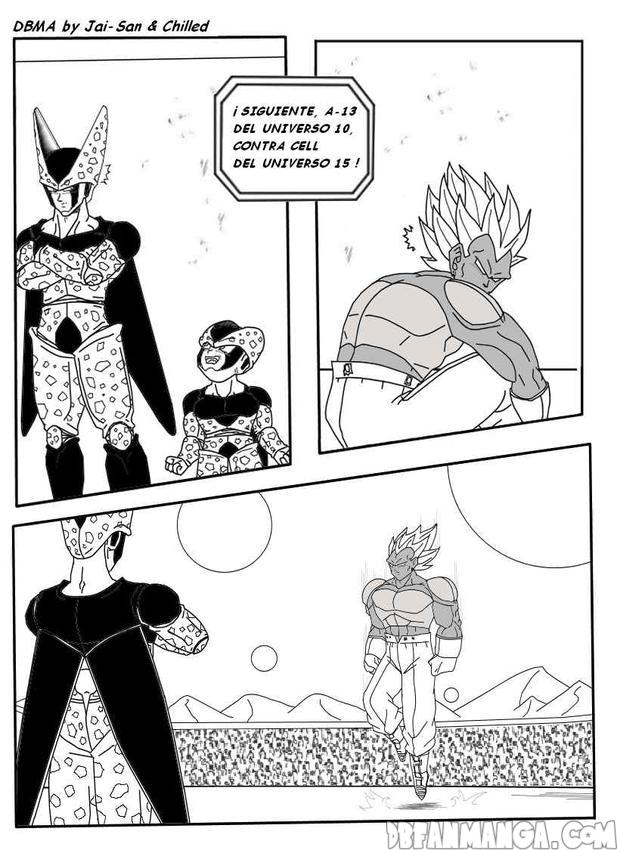 DBMA by Jai-San & Chilled
¡ SIGUIENTE, A-13
DEL UNIVERSO 10,
CONTRA CELL
DEL UNIVERSO 15 !
DBFANMANGA.COM